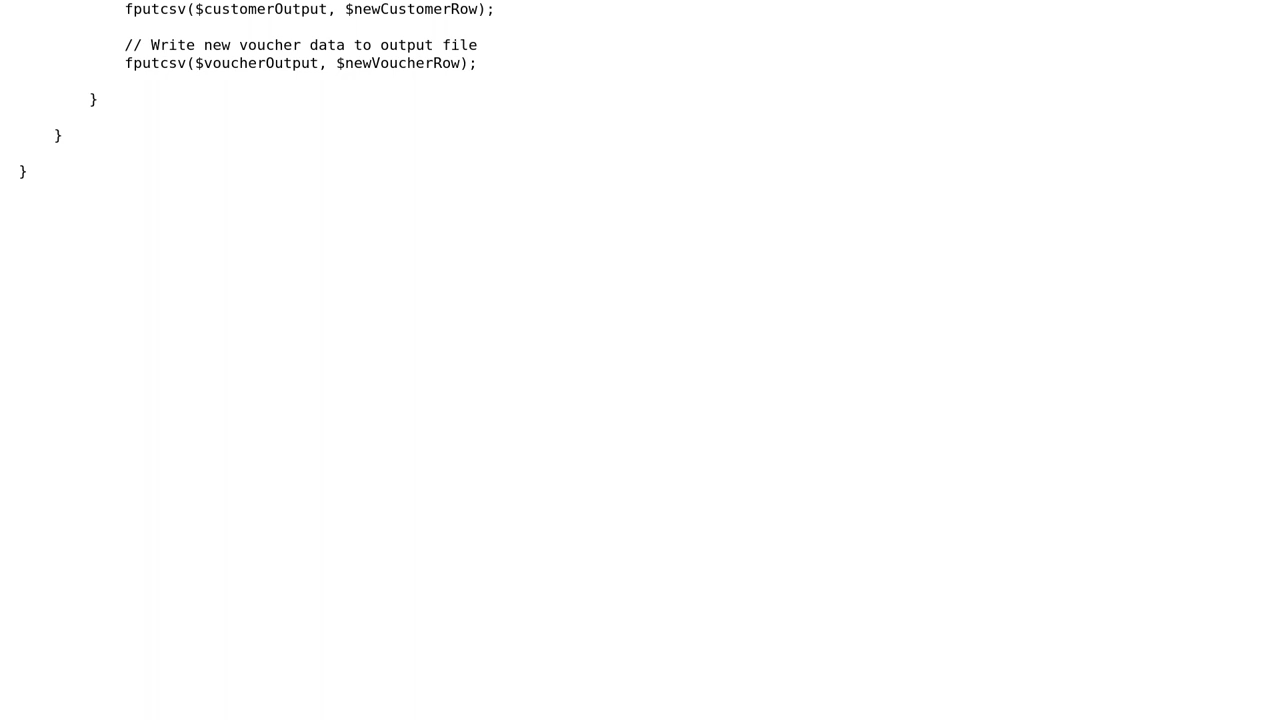 fputcsv($customerOutput, $newCustomerRow);
// Write new voucher data to output file
fputcsv($voucherOutput, $newVoucherRow);
}
}
}